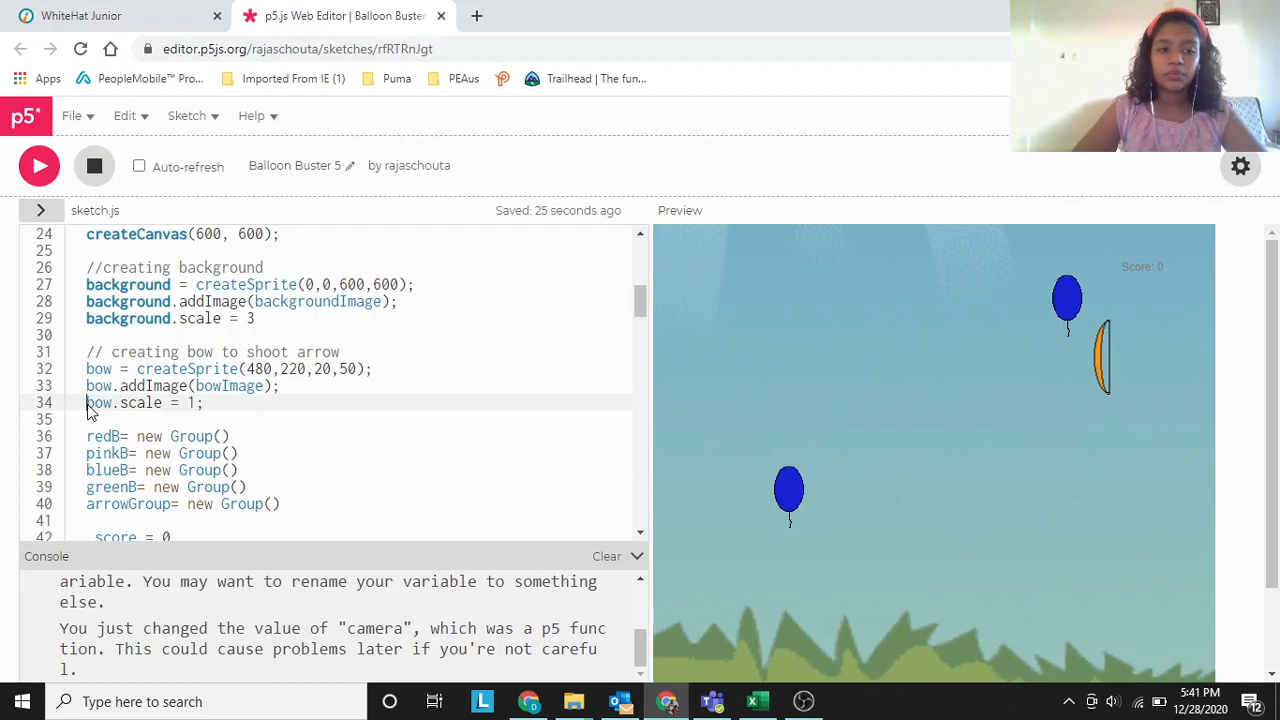 WhiteHat Junior
p5.js Web Editor | Balloon Buster
editor.p5js.org/rajaschouta/sketches/rfRTRnJgt
Apps
PeopleMobile™ Pro...
Imported From IE (1)
Puma
PEAus
Trailhead | The fun...
p5*
File
Edit
Sketch
Help
Auto-refresh
Balloon Buster 5
by rajaschouta
sketch.js
Saved: 25 seconds ago
Preview
24 createCanvas(600, 600);
25
26 //creating background
27 background = createSprite(0,0,600,600);
28 background.addImage(backgroundImage);
29 background.scale = 3
30
31 // creating bow to shoot arrow
32 bow = createSprite(480,220,20,50);
33 bow.addImage(bowImage);
34 bow.scale = 1;
35
36 redB= new Group()
37 pinkB= new Group()
38 blueB= new Group()
39 greenB= new Group()
40 arrowGroup= new Group()
41
42 score = 0
Score: 0
Console
Clear
ariable. You may want to rename your variable to something
else.
You just changed the value of "camera", which was a p5 func
tion. This could cause problems later if you're not carefu
l.
Type here to search
5:41 PM
12/28/2020
12